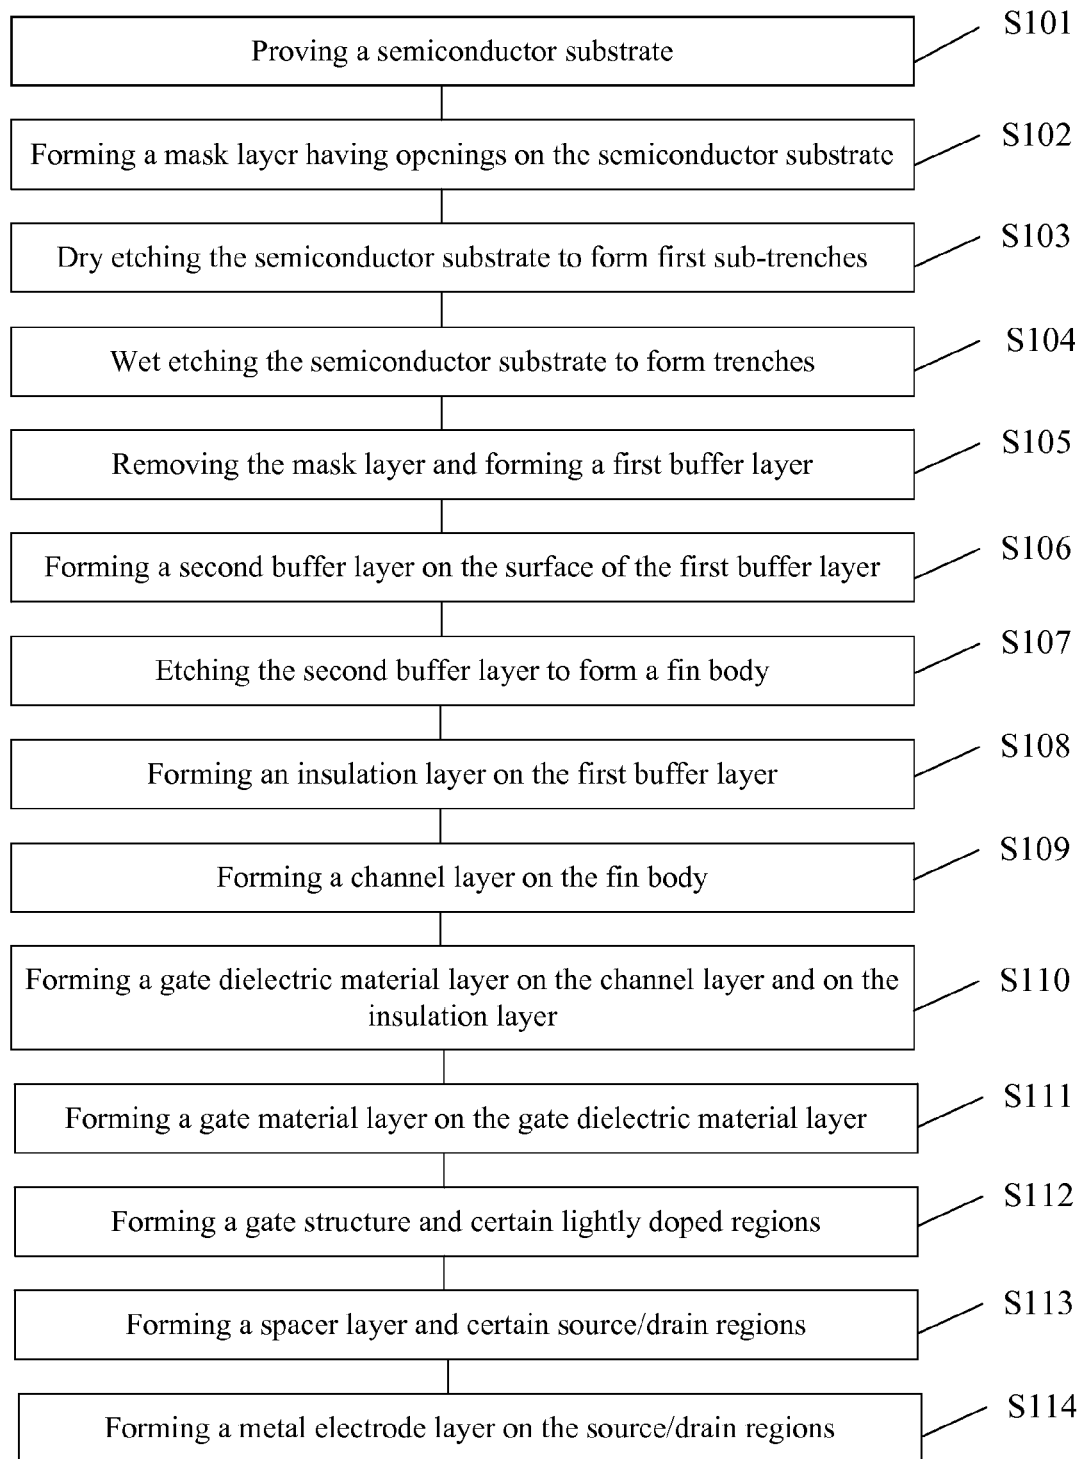 Proving a semiconductor substrate
S101
Forming a mask layer having openings on the semiconductor substrate
S102
Dry etching the semiconductor substrate to form first sub-trenches
S103
Wet etching the semiconductor substrate to form trenches
S104
Removing the mask layer and forming a first buffer layer
S105
Forming a second buffer layer on the surface of the first buffer layer
S106
Etching the second buffer layer to form a fin body
S107
Forming an insulation layer on the first buffer layer
S108
Forming a channel layer on the fin body
S109
Forming a gate dielectric material layer on the channel layer and on the
insulation layer
S110
Forming a gate material layer on the gate dielectric material layer
S111
Forming a gate structure and certain lightly doped regions
S112
Forming a spacer layer and certain source/drain regions
S113
Forming a metal electrode layer on the source/drain regions
S114